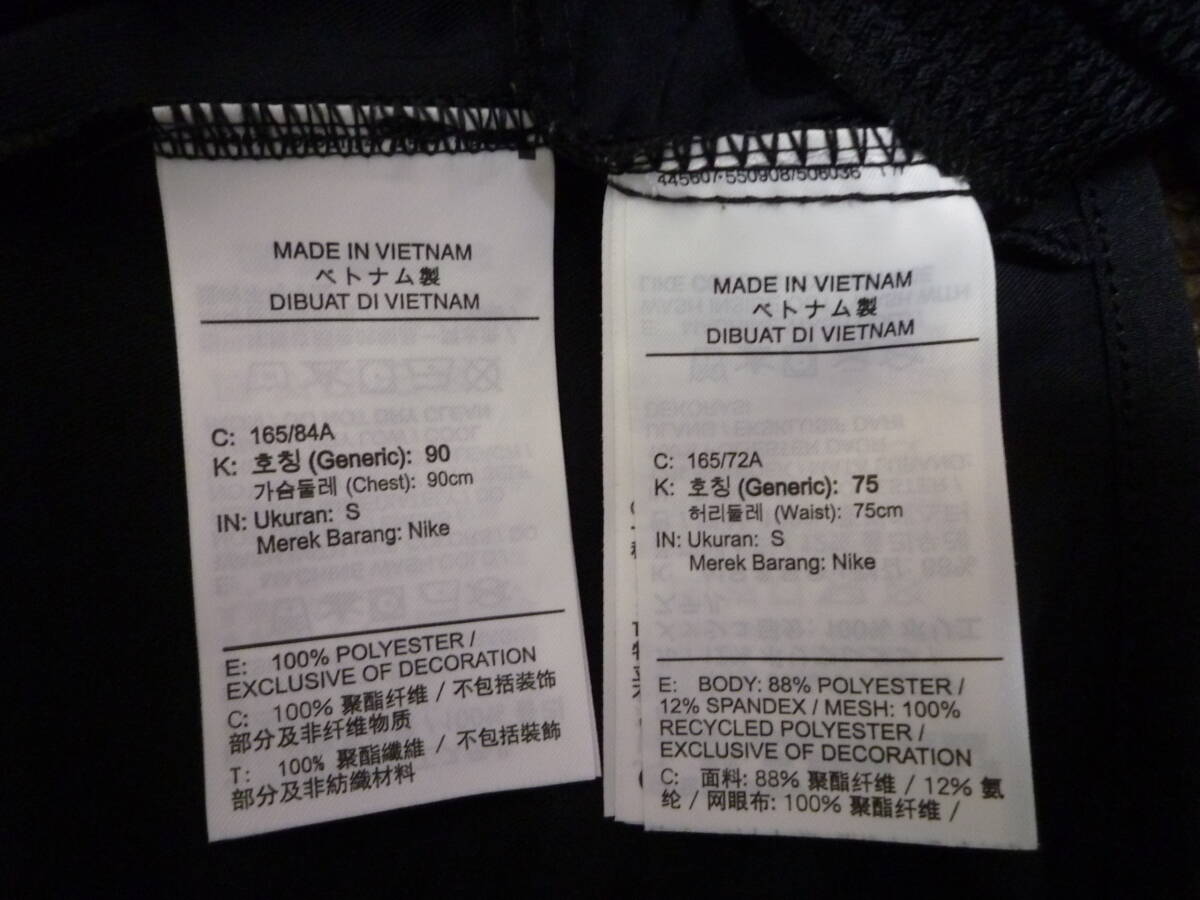 MADE IN VIETNAM
ベトナム製
DIBUAT DI VIETNAM
C: 165/84A
K: 호칭 (Generic): 90
가슴둘레 (Chest): 90cm
IN: Ukuran: S
Merek Barang: Nike
E: 100% POLYESTER /
EXCLUSIVE OF DECORATION
C: 100% 聚酯纤维 / 不包括装饰
部分及非纤维物质
T: 100% 聚酯纖維 / 不包括裝飾
部分及非紡織材料
445607·550908/506036
MADE IN VIETNAM
ベトナム製
DIBUAT DI VIETNAM
C: 165/72A
K: 호칭 (Generic): 75
허리둘레 (Waist): 75cm
IN: Ukuran: S
Merek Barang: Nike
E: BODY: 88% POLYESTER /
12% SPANDEX / MESH: 100%
RECYCLED POLYESTER /
EXCLUSIVE OF DECORATION
C: 面料: 88% 聚酯纤维 / 12% 氨
纶 / 网眼布: 100% 聚酯纤维 /